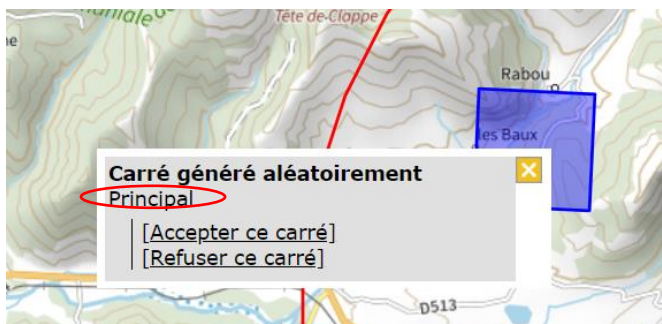 Tête de Clappe
Rabou
les Baux
Carré généré aléatoirement
Principal
[Accepter ce carré]
[Refuser ce carré]
D513